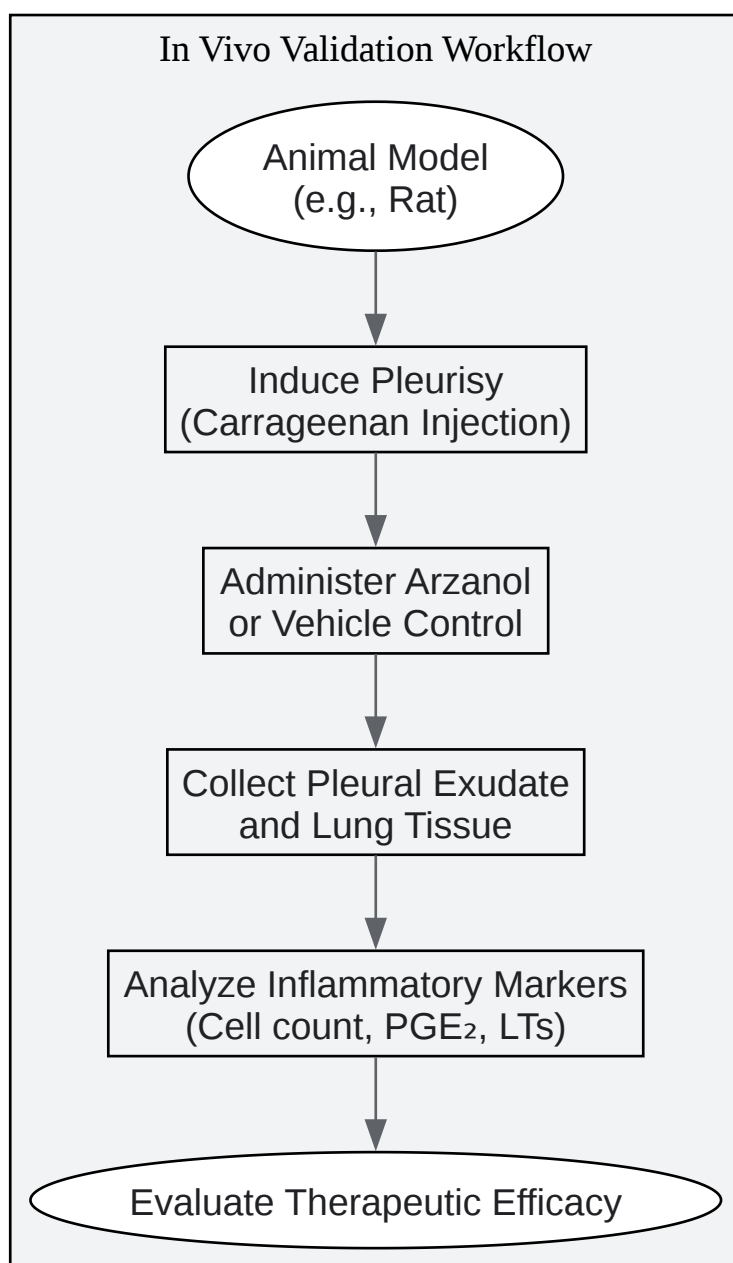 In Vivo Validation Workflow
Animal Model
(e.g., Rat)
Induce Pleurisy
(Carrageenan Injection)
Administer Arzanol
or Vehicle Control
Collect Pleural Exudate
and Lung Tissue
Analyze Inflammatory Markers
(Cell count, PGE₂, LTs)
Evaluate Therapeutic Efficacy